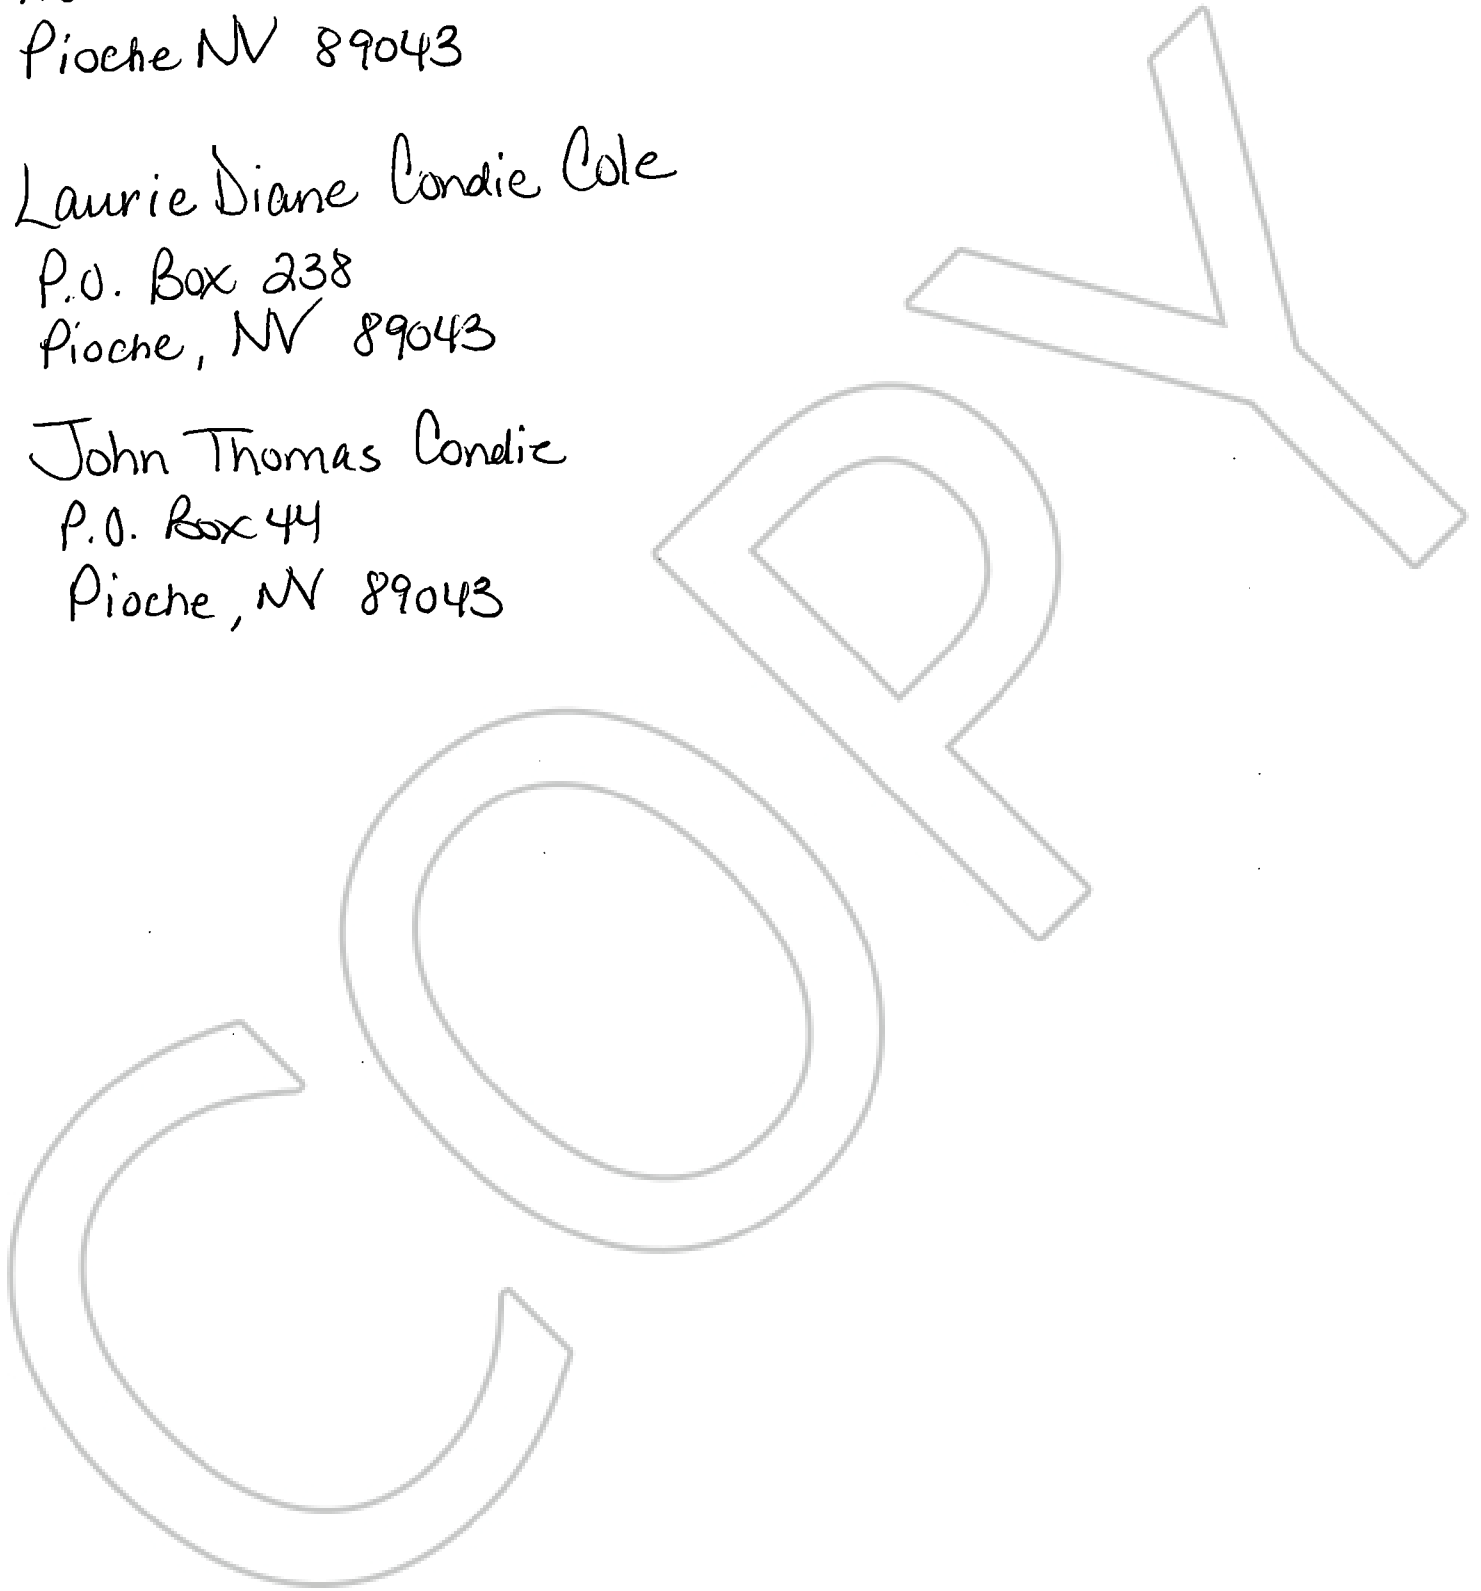 Pioche NV 89043
Laurie Diane Condie Cole
P.O. Box 238
Pioche, NV 89043
John Thomas Condie
P.O. Box 44
Pioche, NV 89043
COPY